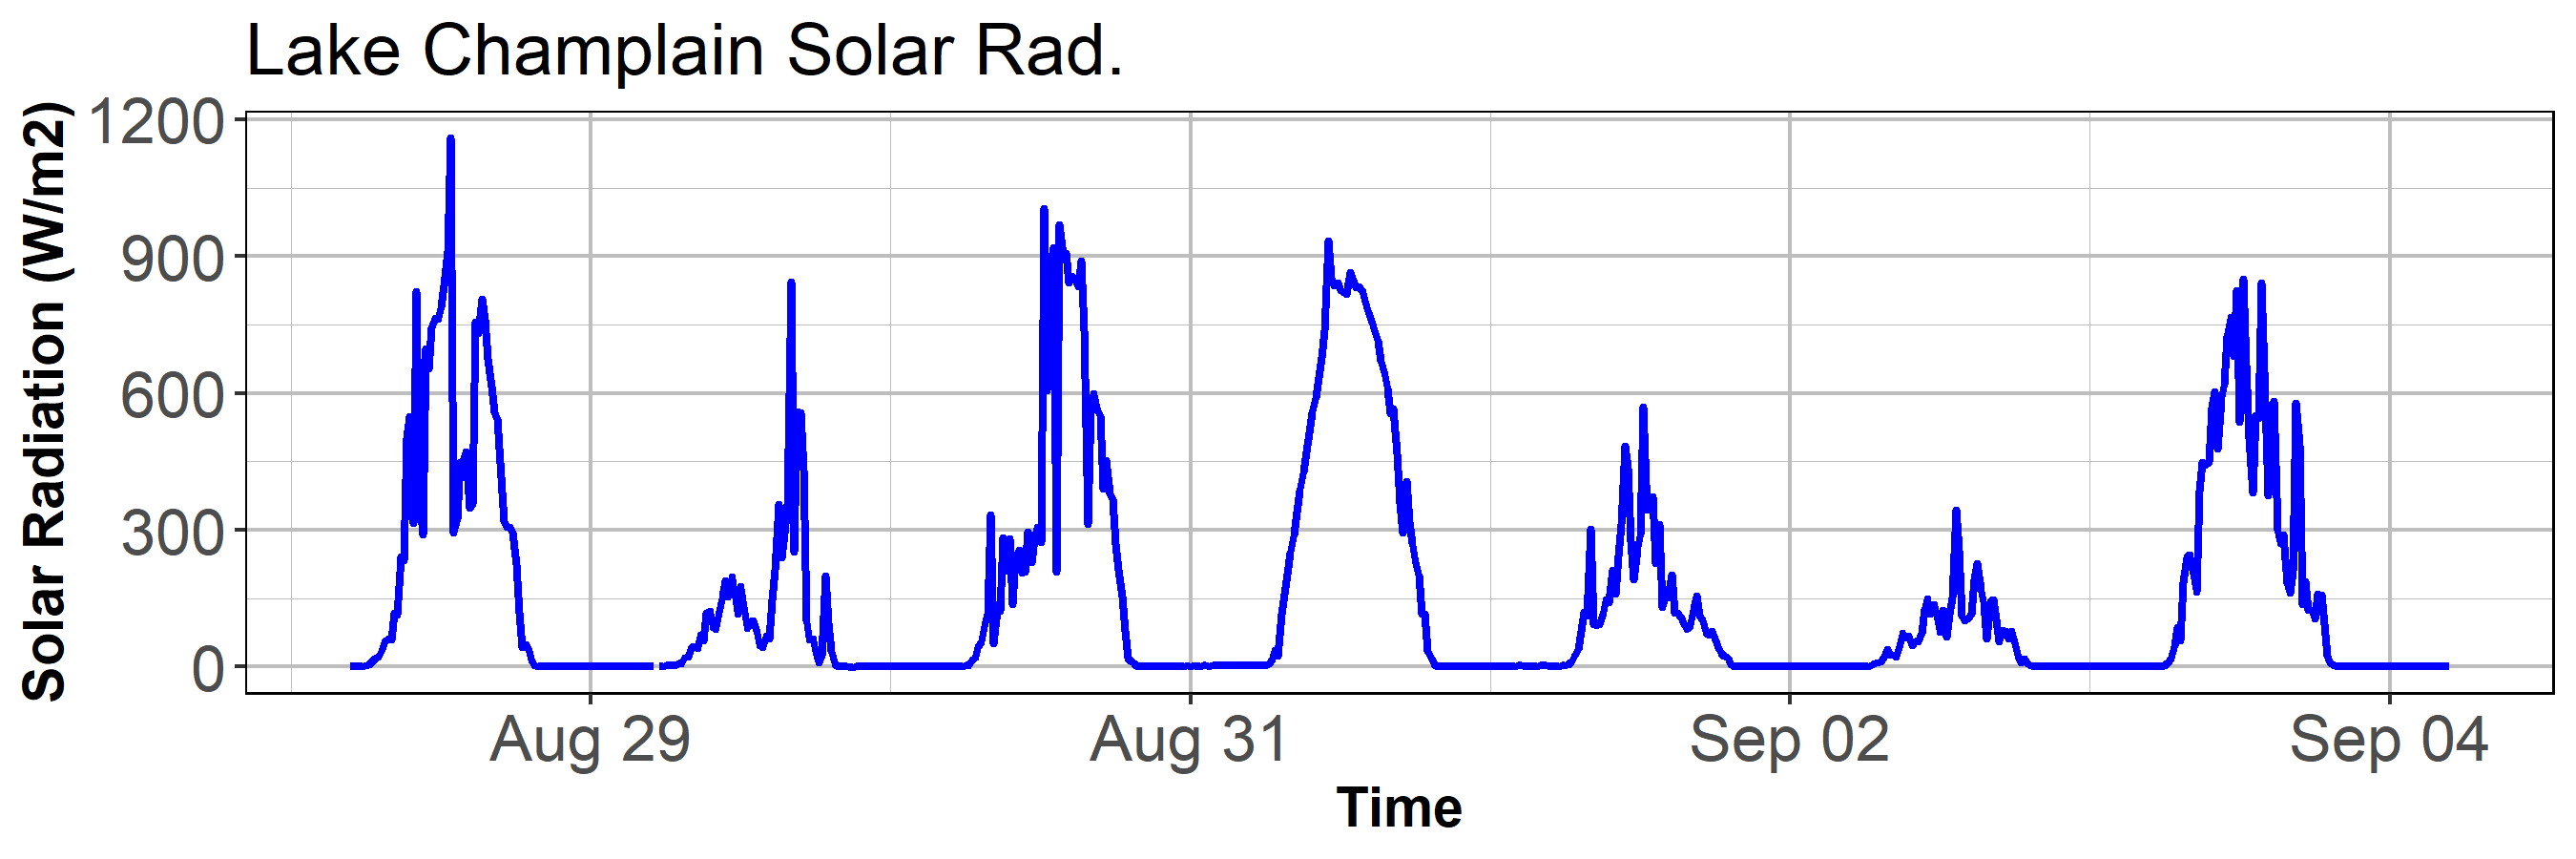 Lake Champlain Solar Rad.
Solar Radiation (W/m2)
1200
900
600
300
0
Aug 29 Aug 31 Sep 02 Sep 04
Time